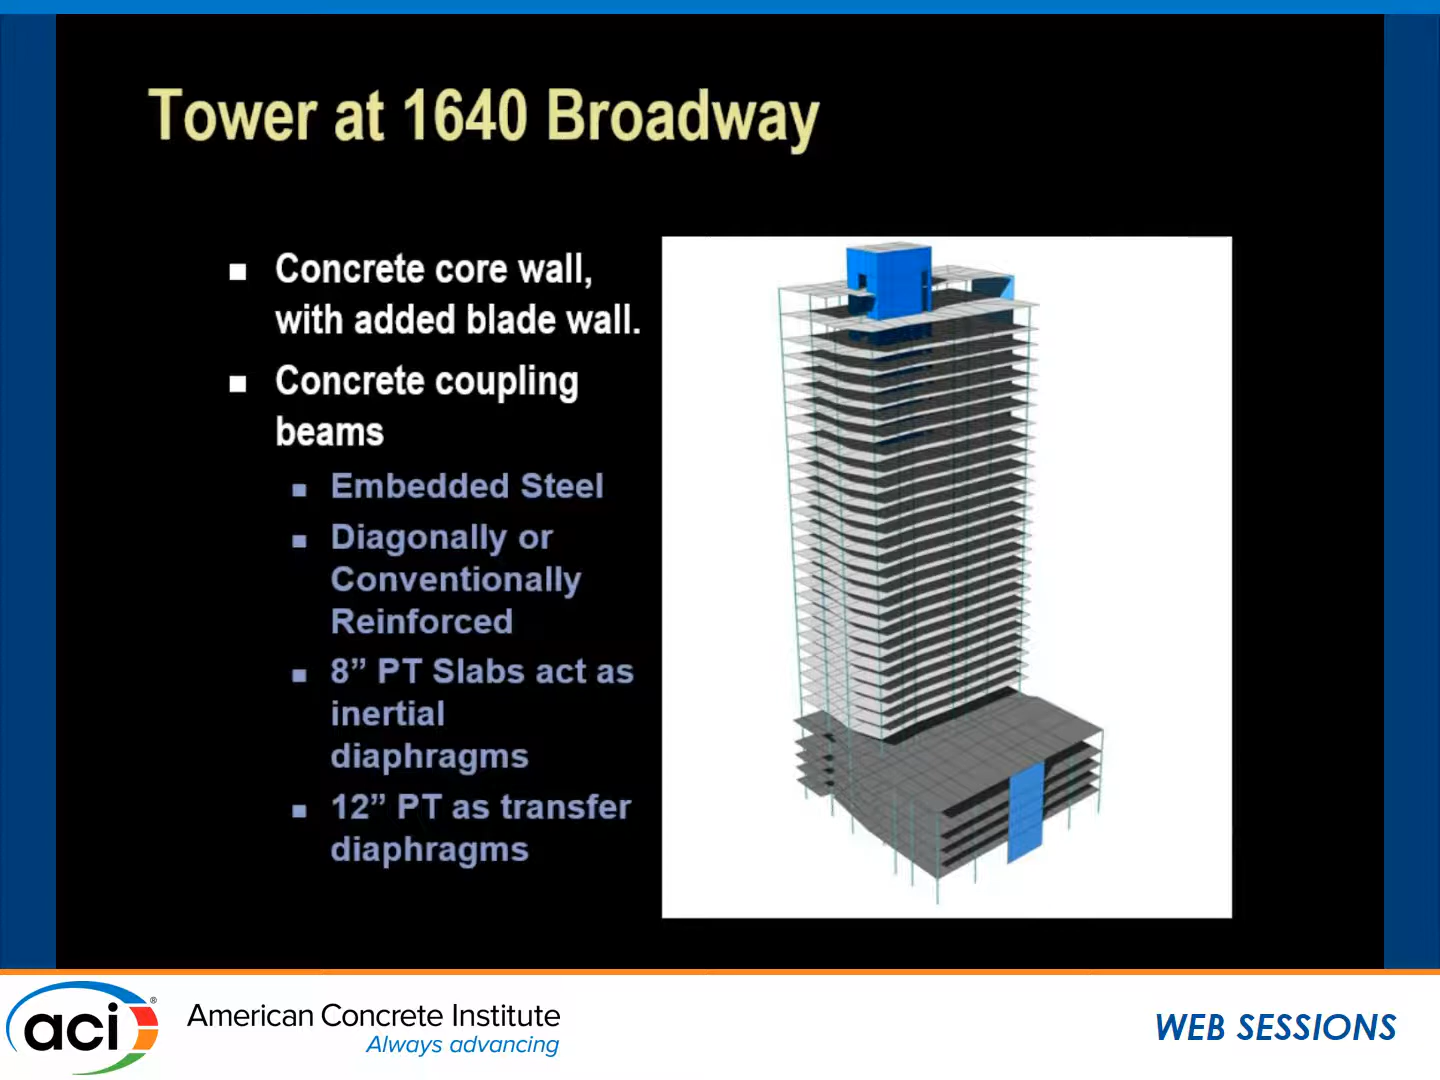 Tower at 1640 Broadway
Concrete core wall,
with added blade wall.
Concrete coupling
beams
Embedded Steel
Diagonally or
Conventionally
Reinforced
8” PT Slabs act as
inertial
diaphragms
12” PT as transfer
diaphragms
aci®
American Concrete Institute
Always advancing
WEB SESSIONS